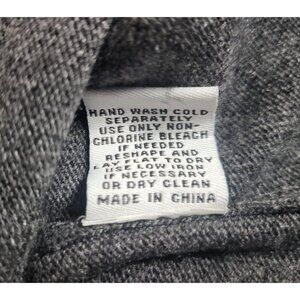 HAND WASH COLD
SEPARATELY
USE ONLY NON-
CHLORINE BLEACH
IF NEEDED
RESHAPE AND
LAY FLAT TO DRY
USE LOW IRON
IF NECESSARY
OR DRY CLEAN
MADE IN CHINA